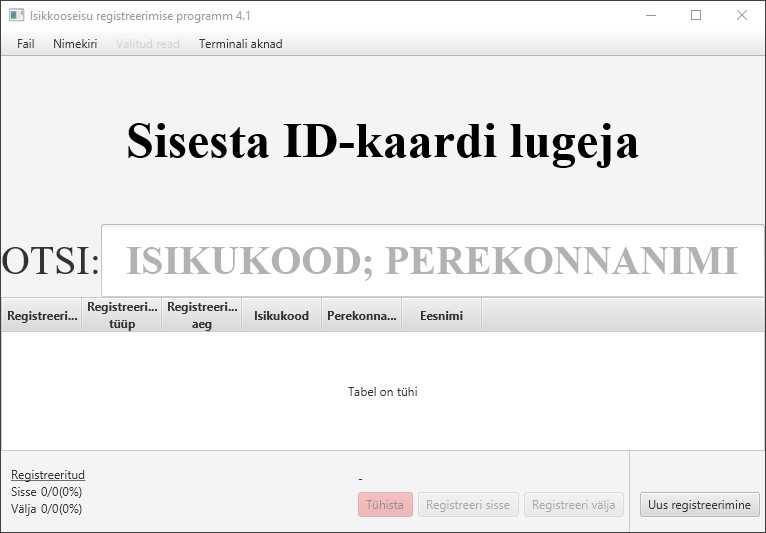 Isikkooseisu registreerimise programm 4.1
Fail Nimekiri Valitud read Terminali aknad
Sisesta ID-kaardi lugeja
OTSI: ISIKUKOOD; PEREKONNANIMI
Registreeri... Registreeri... tüüp Registreeri... aeg Isikukood Perekonna... Eesnimi
Tabel on tühi
Registreeritud
Sisse 0/0(0%)
Välja 0/0(0%)
-
Tühista Registreeri sisse Registreeri välja Uus registreerimine